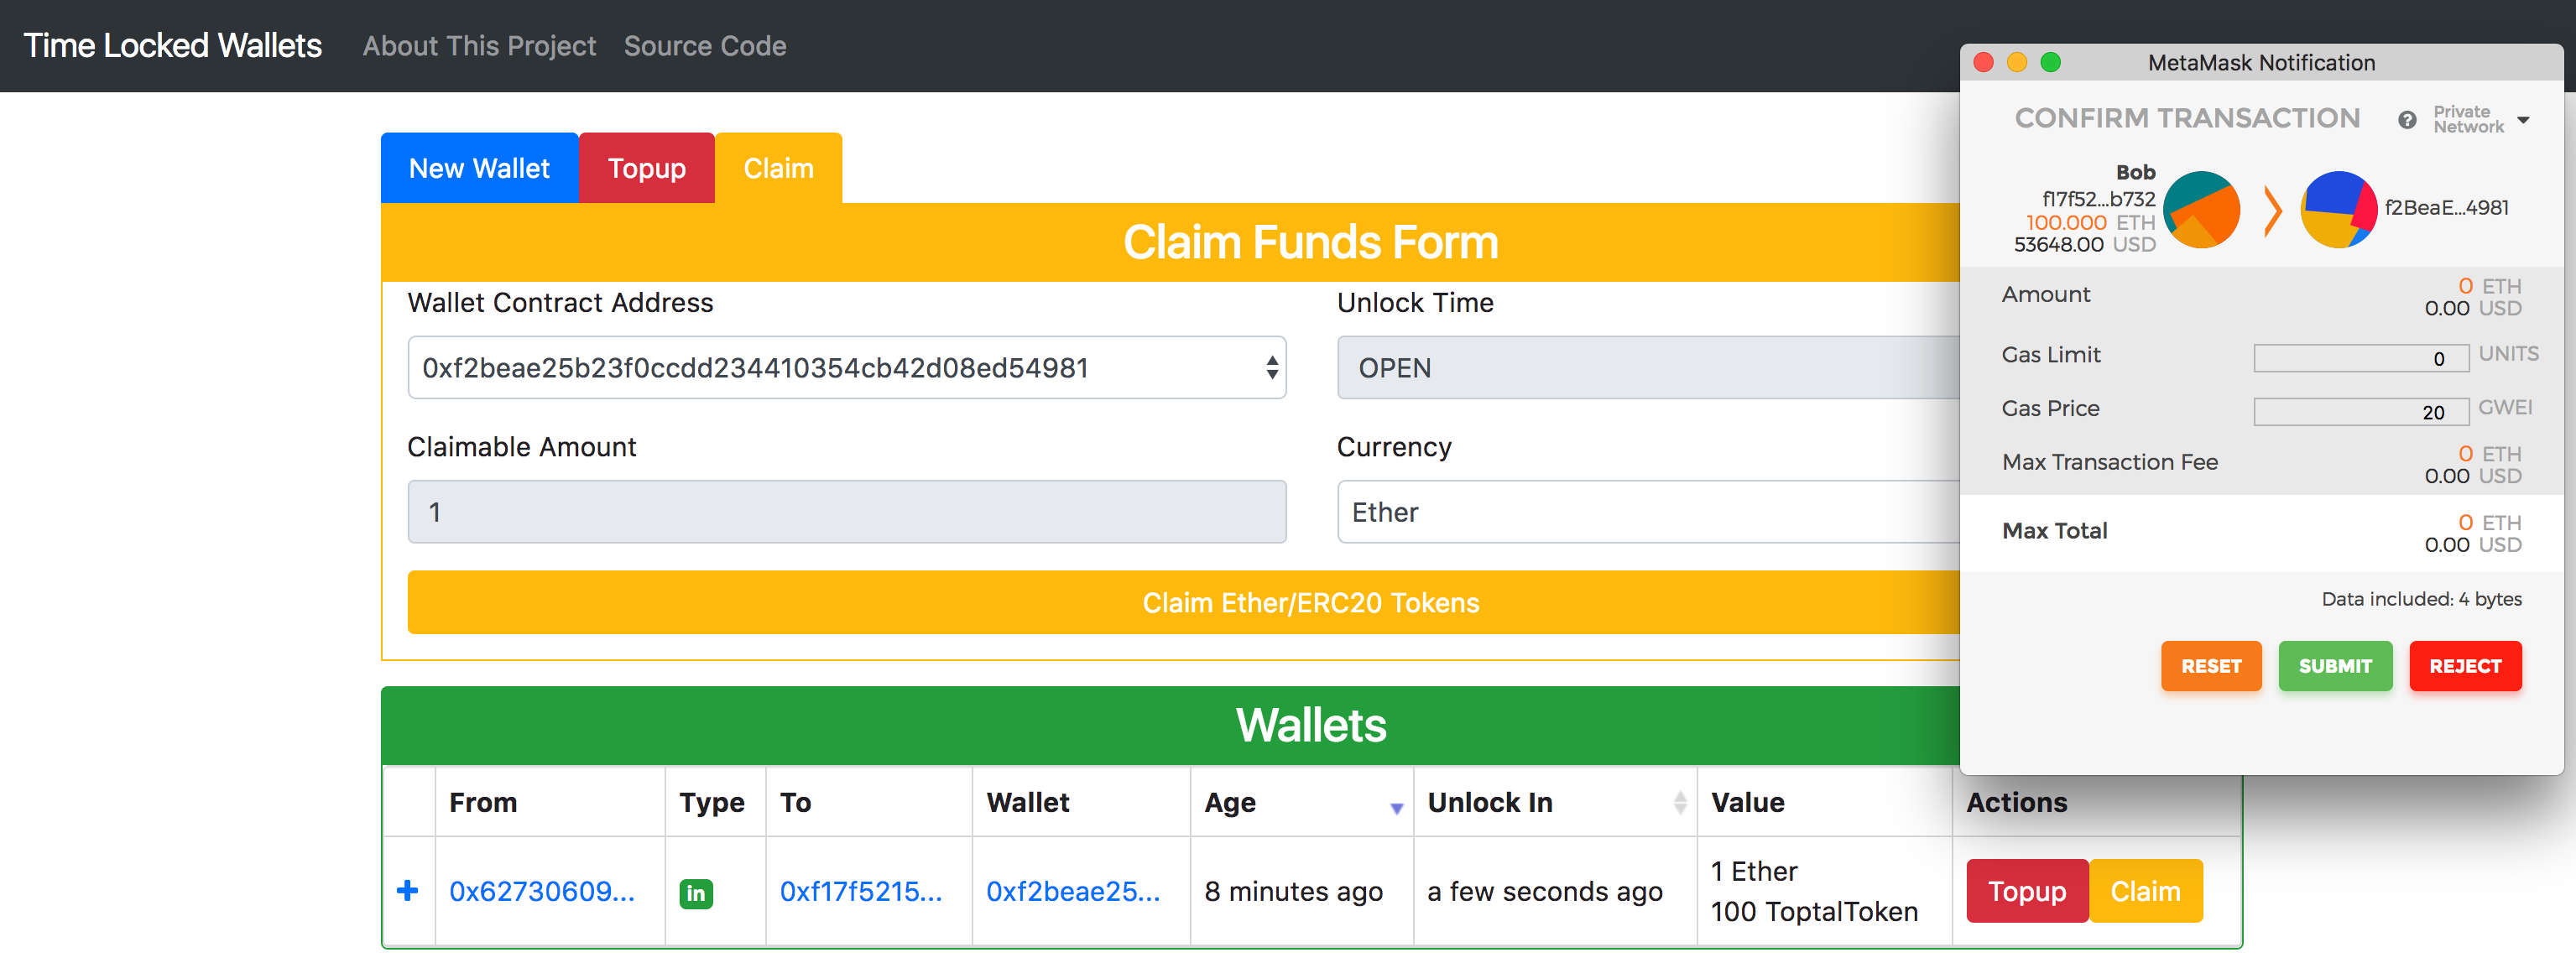 Time Locked Wallets About This Project Source Code
New Wallet Topup Claim
Claim Funds Form
Wallet Contract Address
0xf2beae25b23f0ccdd234410354cb42d08ed54981
Unlock Time
OPEN
Claimable Amount
1
Currency
Ether
Claim Ether/ERC20 Tokens
Wallets
From Type To Wallet Age Unlock In Value Actions
0x62730609... in 0xf17f5215... 0xf2beae25... 8 minutes ago a few seconds ago 1 Ether
100 ToptalToken
Topup Claim
MetaMask Notification
CONFIRM TRANSACTION ? Private
Network
Bob
f17f52...b732
100.000 ETH
53648.00 USD
f2BeaE...4981
Amount 0 ETH
0.00 USD
Gas Limit 0 UNITS
Gas Price 20 GWEI
Max Transaction Fee 0 ETH
0.00 USD
Max Total 0 ETH
0.00 USD
Data included: 4 bytes
RESET SUBMIT REJECT